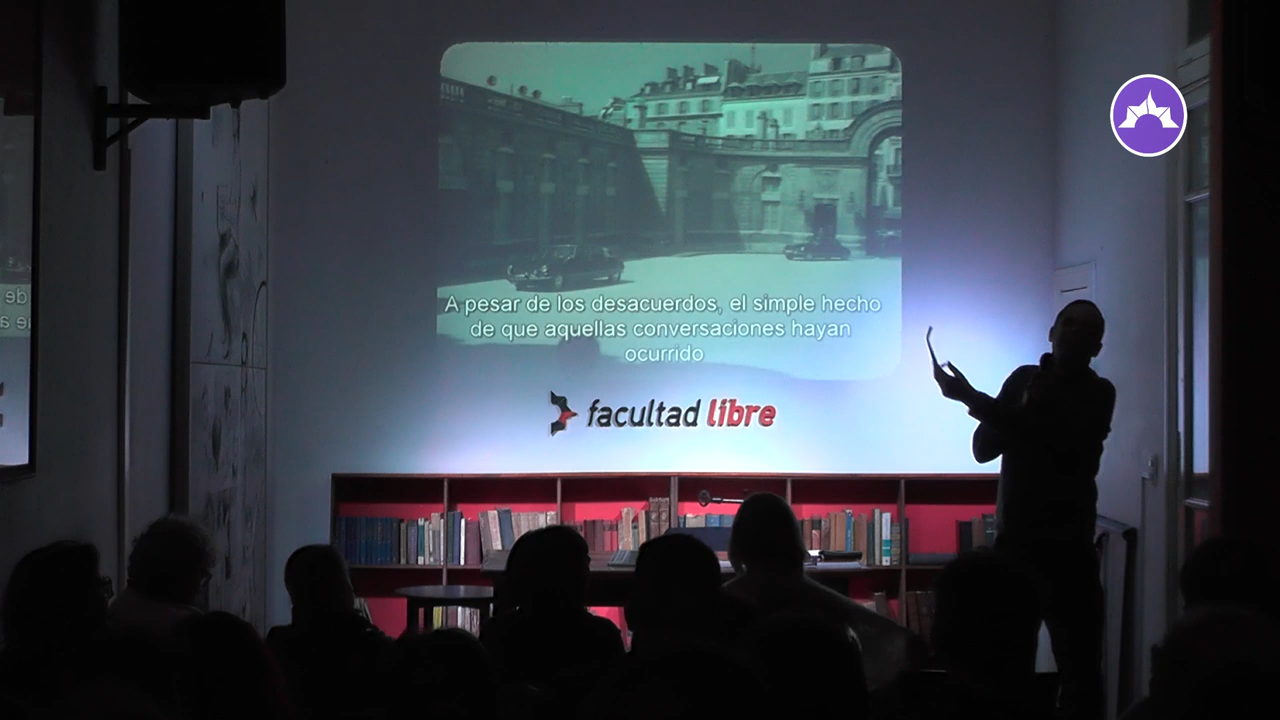 A pesar de los desacuerdos, el simple hecho
de que aquellas conversaciones hayan
ocurrido
facultad libre